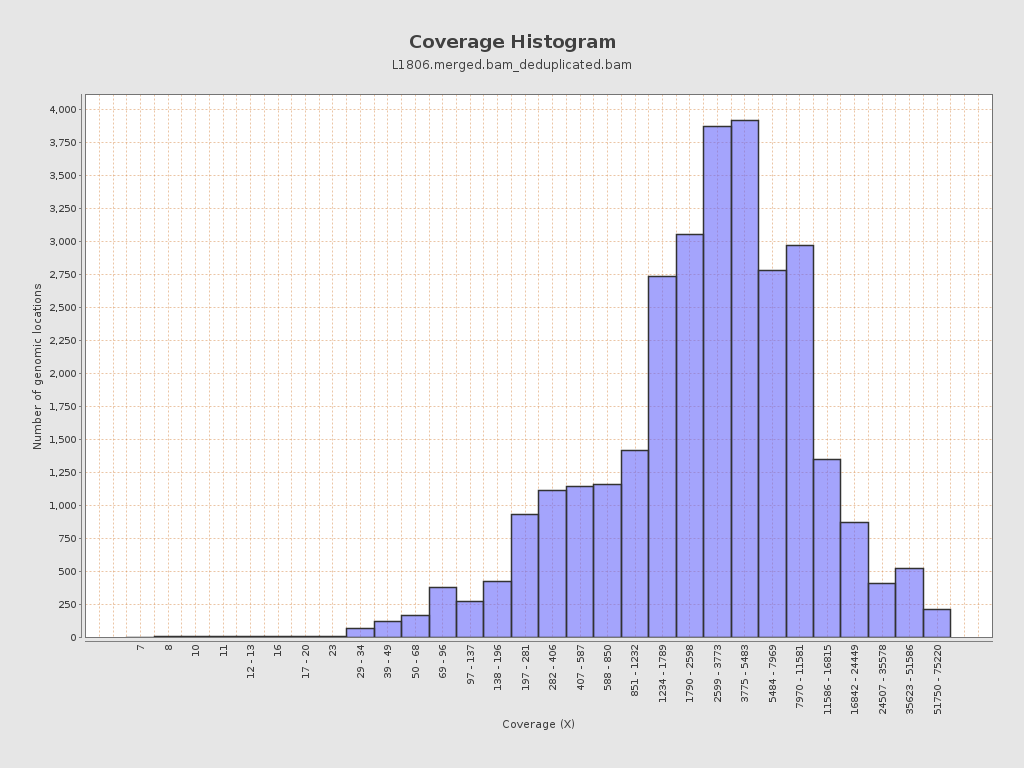 Coverage Histogram
L1806.merged.bam_deduplicated.bam
Number of genomic locations
4,000
3,750
3,500
3,250
3,000
2,750
2,500
2,250
2,000
1,750
1,500
1,250
1,000
750
500
250
0
7
8
10
11
12 - 13
16
17 - 20
23
29 - 34
39 - 49
50 - 68
69 - 96
97 - 137
138 - 196
197 - 281
282 - 406
407 - 587
588 - 850
851 - 1232
1234 - 1789
1790 - 2598
2599 - 3773
3775 - 5483
5484 - 7969
7970 - 11581
11586 - 16815
16842 - 24449
24507 - 35578
35623 - 51586
51750 - 75220
Coverage (X)